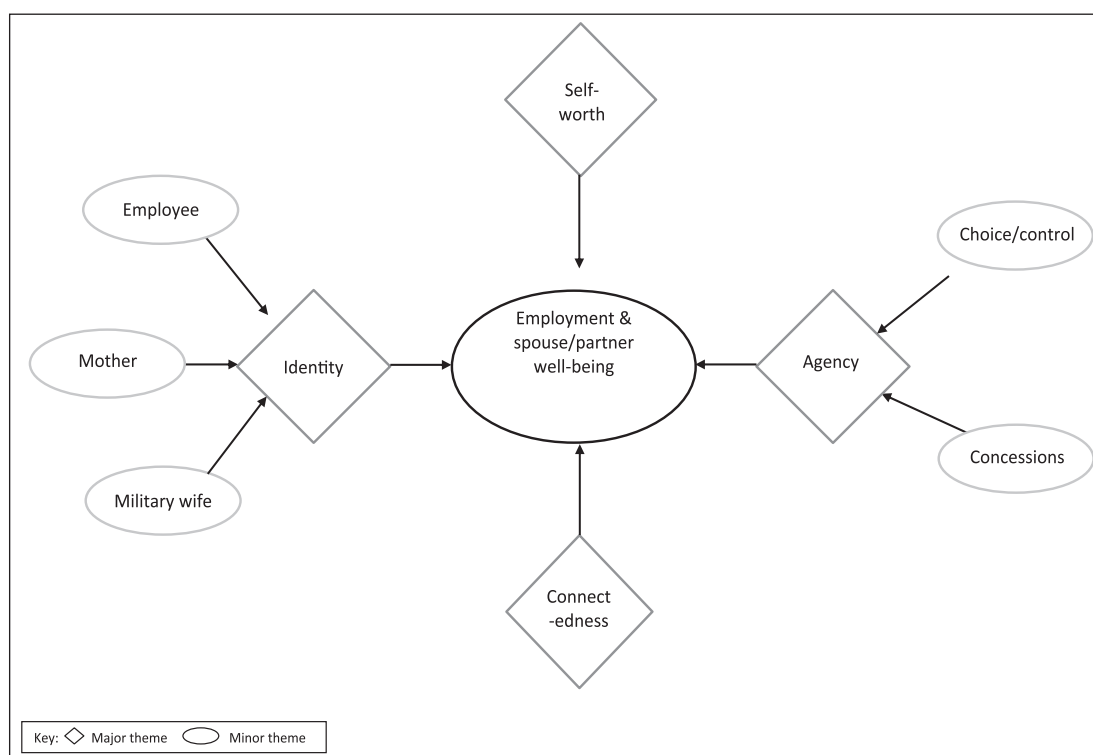 Self-
worth
Employee
Choice/control
Employment &
spouse/partner
well-being
Mother
Identity
Agency
Military wife
Concessions
Connect
-edness
Key: Major theme Minor theme